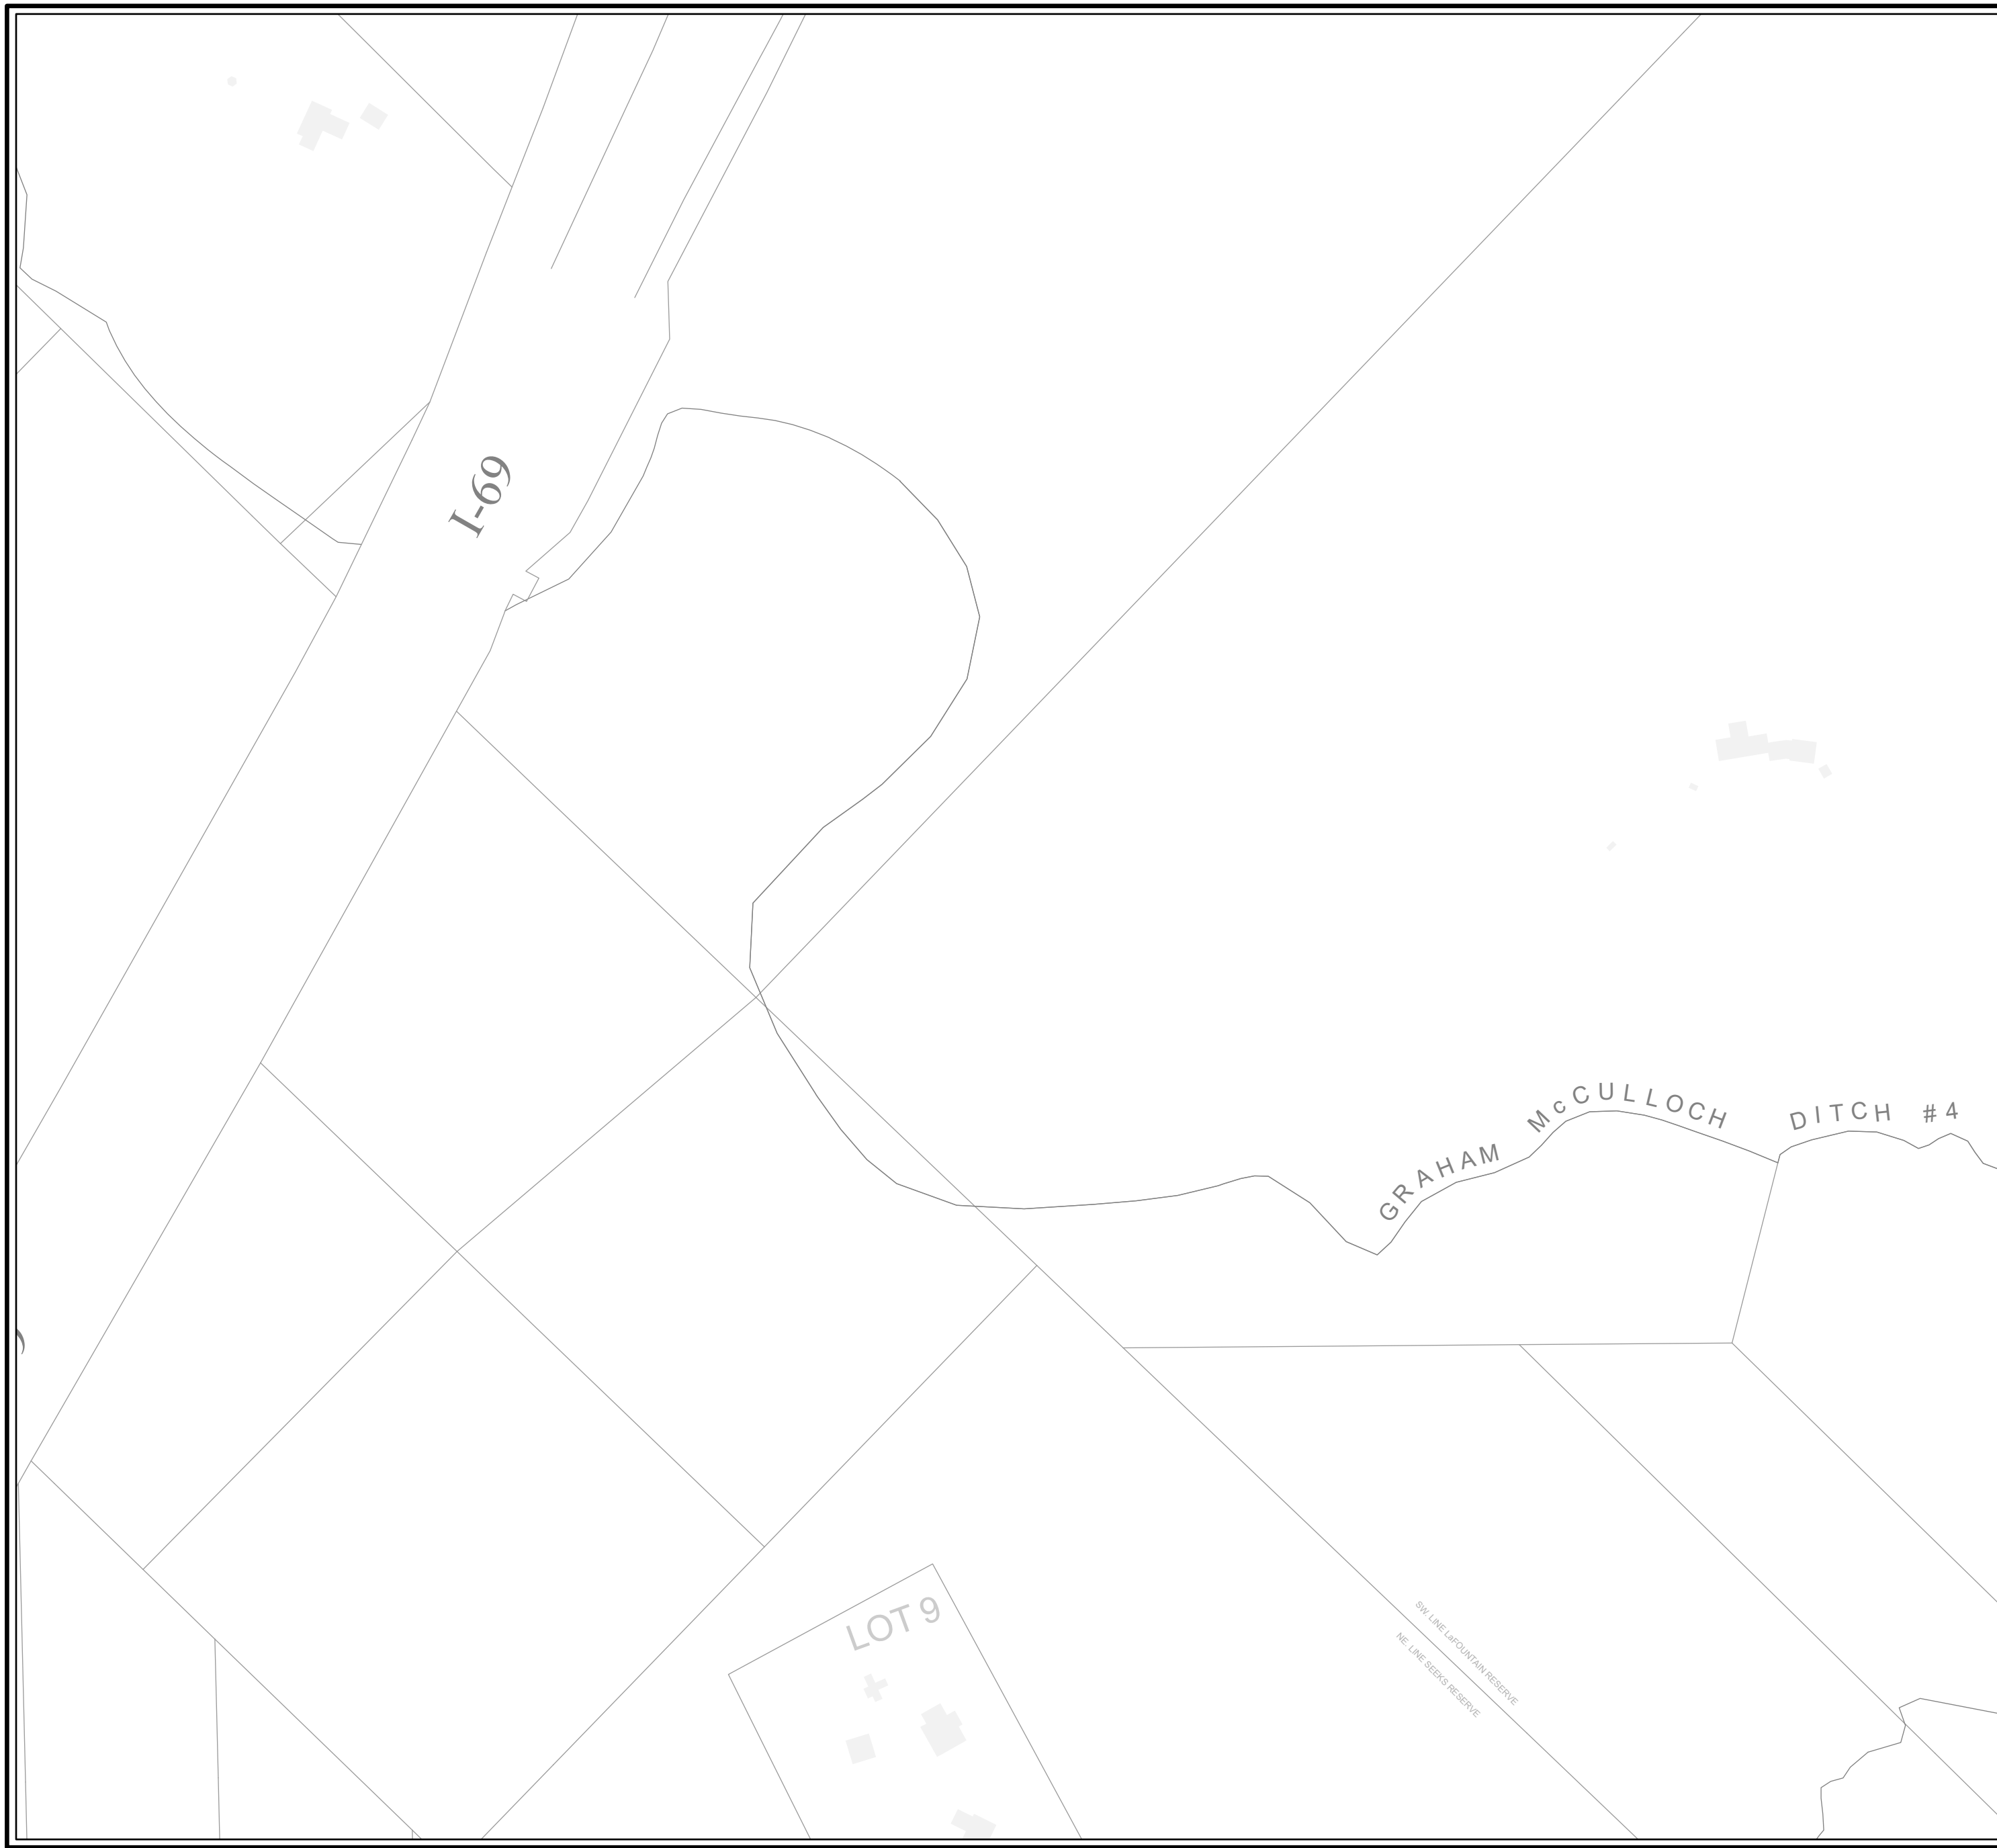 I-69
GRAHAM McCULLOCH DITCH #4
LOT 9
SW. LINE LaFOUNTAIN RESERVE
NE. LINE SEEKS RESERVE